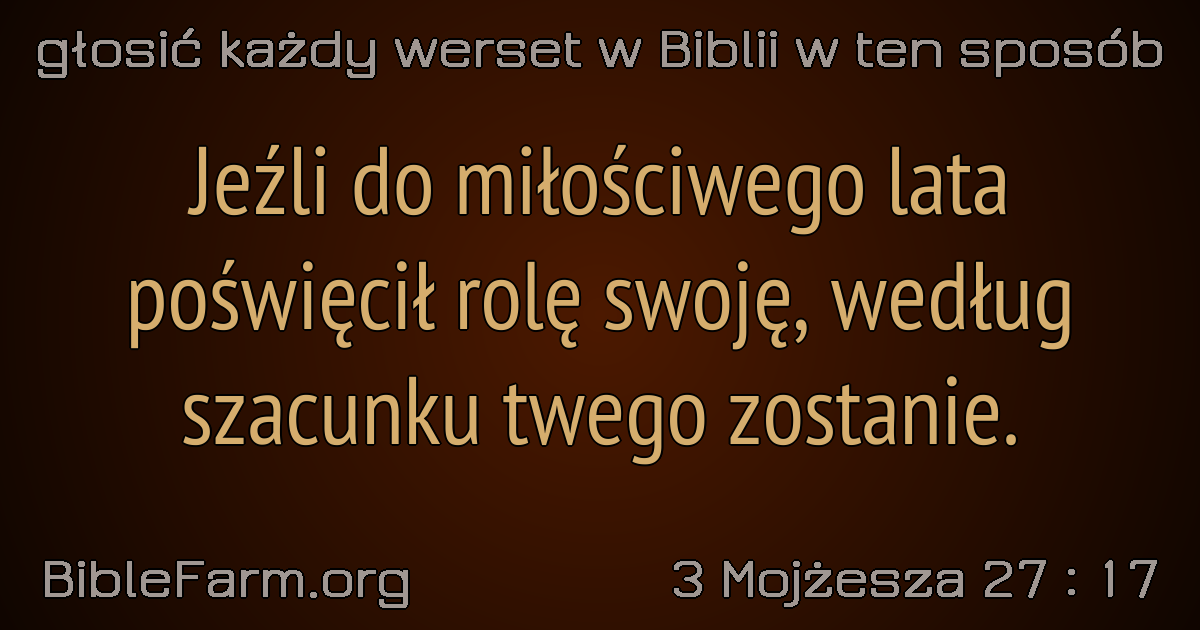 głosić każdy werset w Biblii w ten sposób
Jeźli do miłościwego lata
poświęcił rolę swoję, według
szacunku twego zostanie.
BibleFarm.org
3 Mojżesza 27 : 17